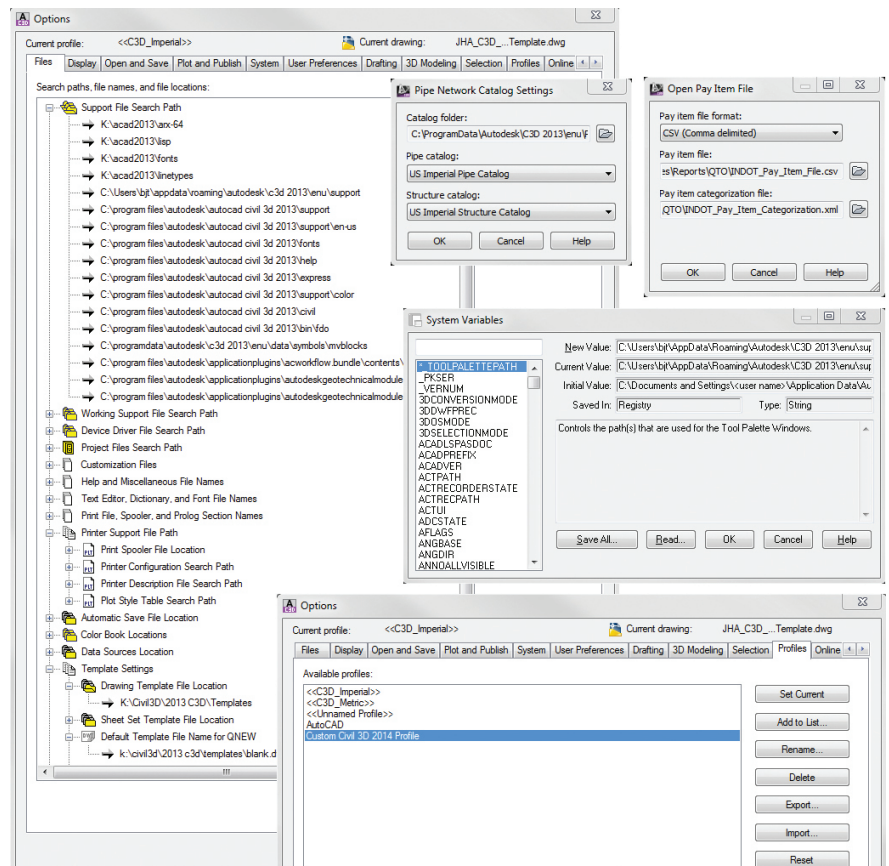 Options
Current profile: <<C3D_Imperial>> Current drawing: JHA_C3D_...Template.dwg
Files Display Open and Save Plot and Publish System User Preferences Drafting 3D Modeling Selection Profiles Online
Search paths, file names, and file locations:
Support File Search Path
K:\acad2013\arx-64
K:\acad2013\lisp
K:\acad2013\fonts
K:\acad2013\linetypes
C:\Users\bjt\appdata\roaming\autodesk\c3d 2013\enu\support
C:\program files\autodesk\autocad civil 3d 2013\support
C:\program files\autodesk\autocad civil 3d 2013\support\en-us
C:\program files\autodesk\autocad civil 3d 2013\fonts
C:\program files\autodesk\autocad civil 3d 2013\help
C:\program files\autodesk\autocad civil 3d 2013\express
C:\program files\autodesk\autocad civil 3d 2013\support\color
C:\program files\autodesk\autocad civil 3d 2013\civil
C:\program files\autodesk\autocad civil 3d 2013\bin\fdo
C:\programdata\autodesk\c3d 2013\enu\data\symbols\mvblocks
C:\program files\autodesk\applicationplugins\acworkflow.bundle\contents\
C:\program files\autodesk\applicationplugins\autodeskgeotechnicalmodule
C:\program files\autodesk\applicationplugins\autodeskgeotechnicalmodule
Working Support File Search Path
Device Driver File Search Path
Project Files Search Path
Customization Files
Help and Miscellaneous File Names
Text Editor, Dictionary, and Font File Names
Print File, Spooler, and Prolog Section Names
Printer Support File Path
Print Spooler File Location
Printer Configuration Search Path
Printer Description File Search Path
Plot Style Table Search Path
Automatic Save File Location
Color Book Locations
Data Sources Location
Template Settings
Drawing Template File Location
K:\Civil3D\2013 C3D\Templates
Sheet Set Template File Location
Default Template File Name for QNEW
k:\civil3d\2013 c3d\templates\blank.d
Pipe Network Catalog Settings
Catalog folder:
C:\ProgramData\Autodesk\C3D 2013\enu\F
Pipe catalog:
US Imperial Pipe Catalog
Structure catalog:
US Imperial Structure Catalog
OK Cancel Help
Open Pay Item File
Pay item file format:
CSV (Comma delimited)
Pay item file:
es\Reports\QTO\INDOT_Pay_Item_File.csv
Pay item categorization file:
QTO\INDOT_Pay_Item_Categorization.xml
OK Cancel Help
System Variables
New Value: C:\Users\bjt\AppData\Roaming\Autodesk\C3D 2013\enu\sup
Current Value: C:\Users\bjt\AppData\Roaming\Autodesk\C3D 2013\enu\sup
Initial Value: C:\Documents and Settings\<user name>\Application Data\Au
Saved In: Registry Type: String
Controls the path(s) that are used for the Tool Palette Windows.
* TOOLPALETTEPATH
_PKSER
_VERNUM
3DCONVERSIONMODE
3DDWFPREC
3DOSMODE
3DSELECTIONMODE
ACADLSPASDOC
ACADPREFIX
ACADVER
ACTPATH
ACTRECORDERSTATE
ACTRECPATH
ACTUI
ADCSTATE
AFLAGS
ANGBASE
ANGDIR
ANNOALLVISIBLE
Save All... Read... OK Cancel Help
Options
Current profile: <<C3D_Imperial>> Current drawing: JHA_C3D_...Template.dwg
Files Display Open and Save Plot and Publish System User Preferences Drafting 3D Modeling Selection Profiles Online
Available profiles:
<<C3D_Imperial>>
<<C3D_Metric>>
<<Unnamed Profile>>
AutoCAD
Custom Civil 3D 2014 Profile
Set Current
Add to List...
Rename...
Delete
Export...
Import...
Reset